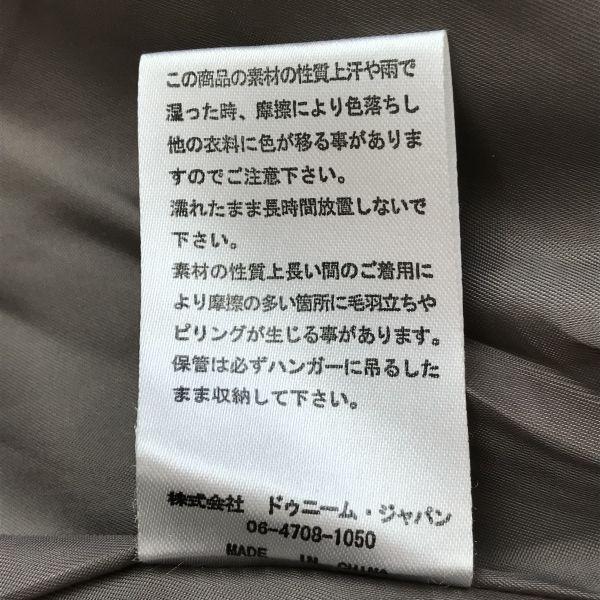 この商品の素材の性質上汗や雨で
湿った時、摩擦により色落ちし
他の衣料に色が移る事がありま
すのでご注意下さい。
濡れたまま長時間放置しないで
下さい。
素材の性質上長い間のご着用に
より摩擦の多い箇所に毛羽立ちや
ピリングが生じる事があります。
保管は必ずハンガーに吊るした
まま収納して下さい。
株式会社 ドゥニーム・ジャパン
06-4708-1050
MADE IN CHINA